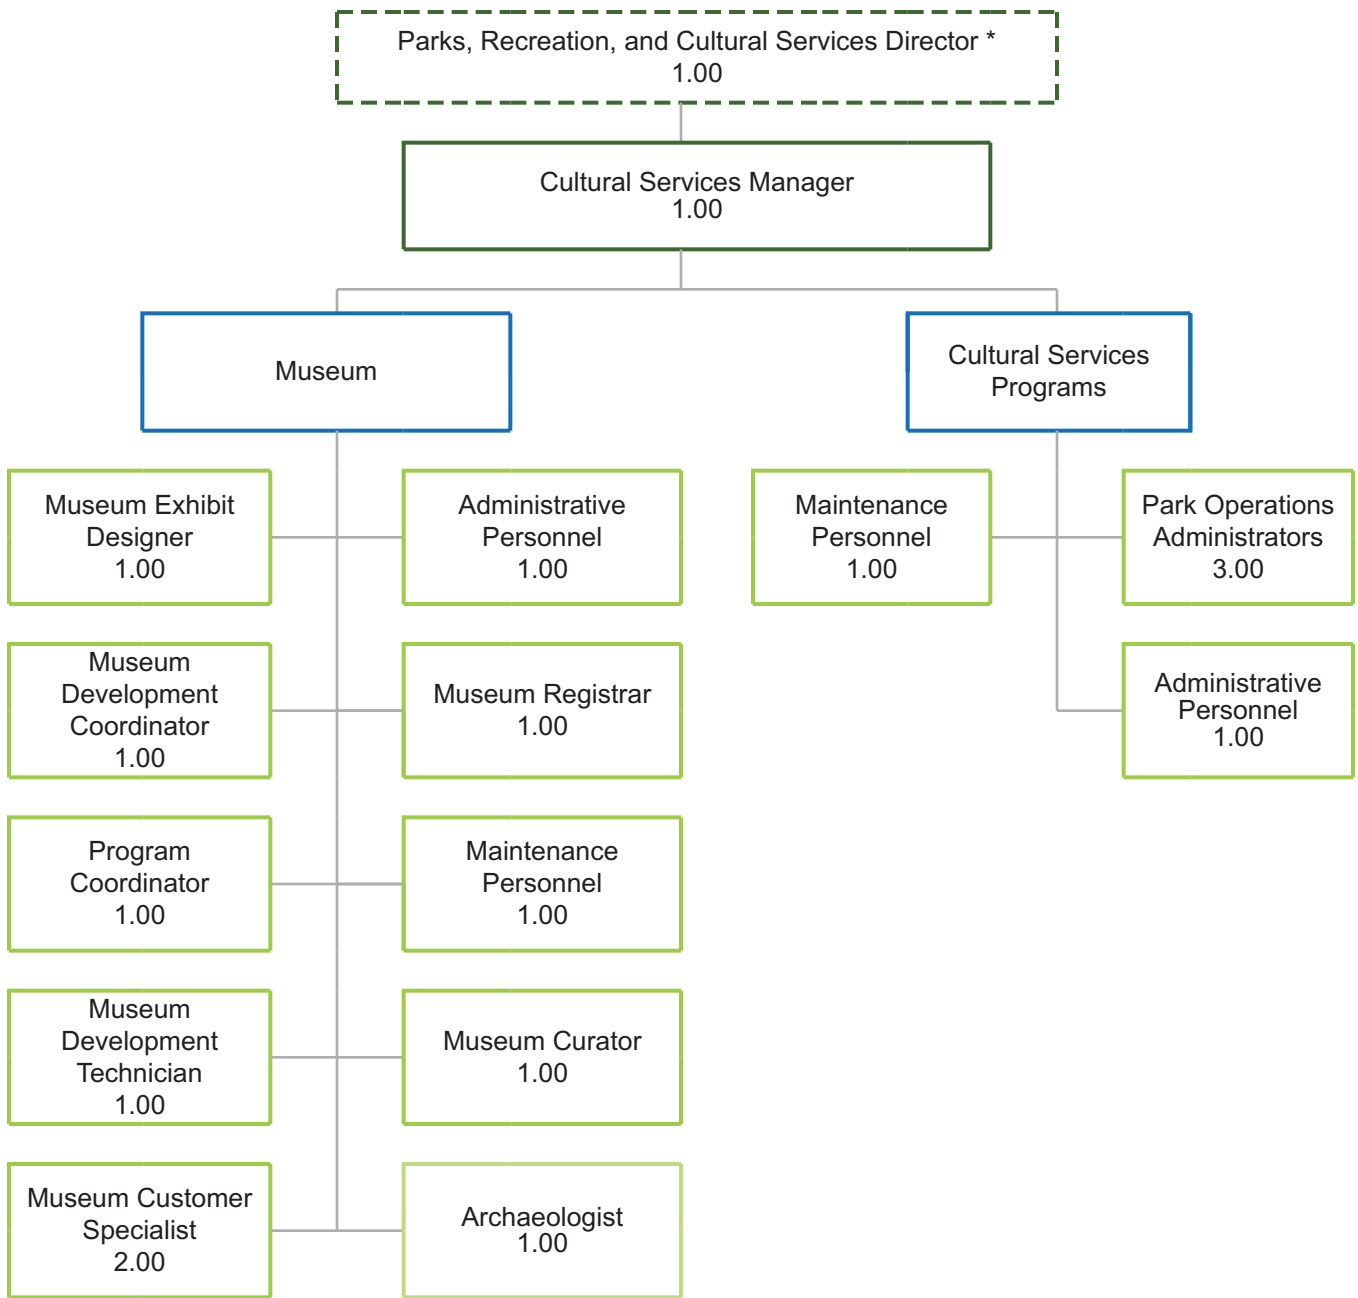 Parks, Recreation, and Cultural Services Director *
1.00
Cultural Services Manager
1.00
Museum
Cultural Services
Programs
Museum Exhibit
Designer
1.00
Administrative
Personnel
1.00
Maintenance
Personnel
1.00
Park Operations
Administrators
3.00
Museum
Development
Coordinator
1.00
Museum Registrar
1.00
Administrative
Personnel
1.00
Program
Coordinator
1.00
Maintenance
Personnel
1.00
Museum
Development
Technician
1.00
Museum Curator
1.00
Museum Customer
Specialist
2.00
Archaeologist
1.00